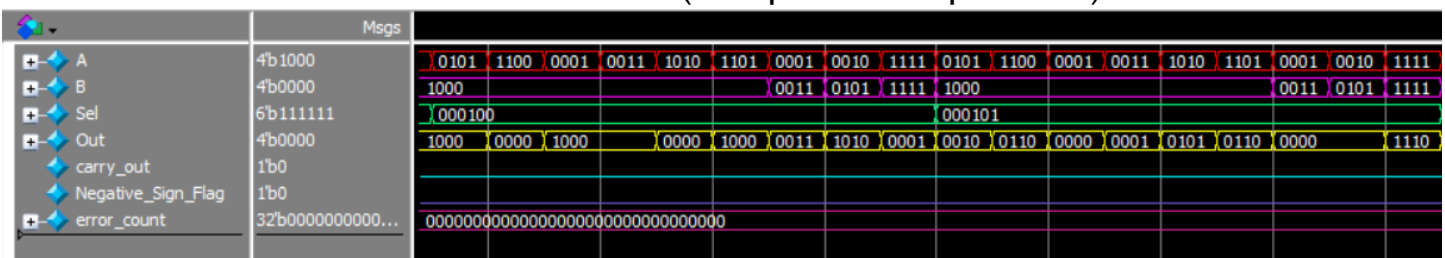 Msgs
A 4'b1000 0101 1100 0001 0011 1010 1101 0001 0010 1111 0101 1100 0001 0011 1010 1101 0001 0010 1111
B 4'b0000 1000 0011 0101 1111 1000 0011 0101 1111
Sel 6'b111111 000100 000101
Out 4'b0000 1000 0000 1000 0000 1000 0011 1010 0001 0010 0110 0000 0001 0101 0110 0000 1110
carry_out 1'b0
Negative_Sign_Flag 1'b0
error_count 32'b0000000000... 00000000000000000000000000000000